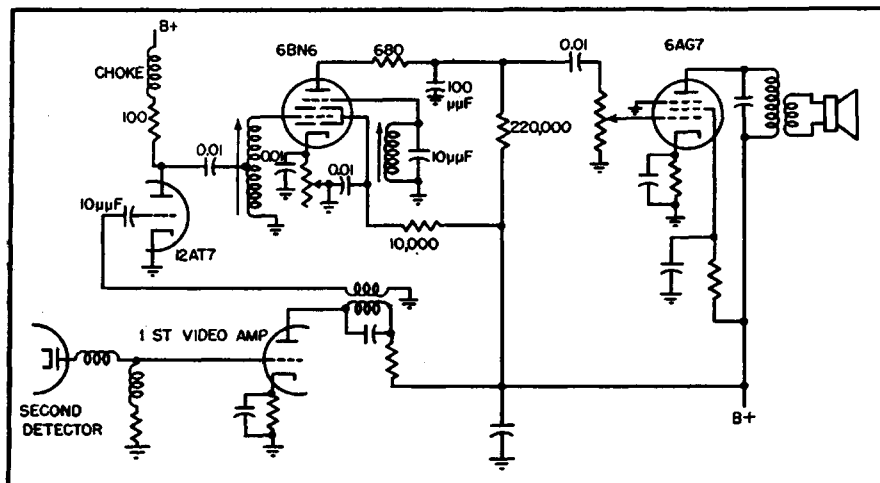 B+
CHOKE
100
0.01
10μμF
12AT7
6BN6
680
100
μμF
0.01
6AG7
0.01
0.01
10μμF
220,000
10,000
1 ST VIDEO AMP
SECOND
DETECTOR
B+